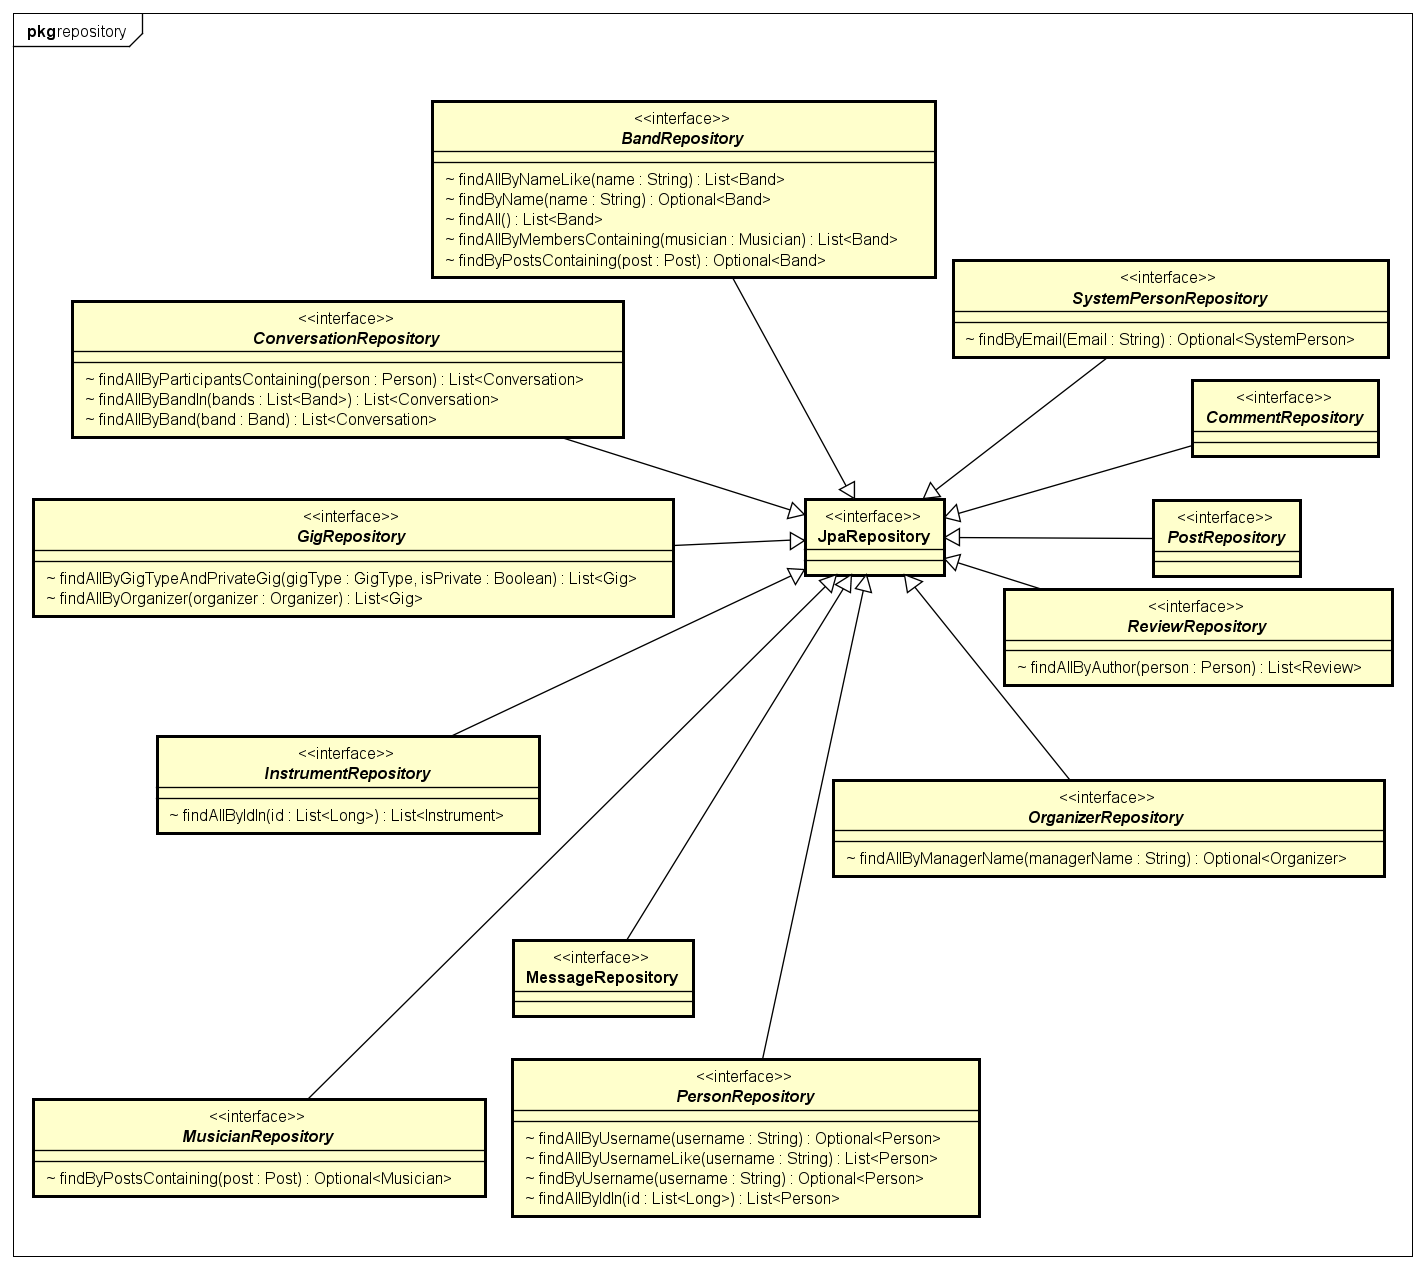 pkg repository
<<interface>>
BandRepository
~ findAllByNameLike(name : String) : List<Band>
~ findByName(name : String) : Optional<Band>
~ findAll() : List<Band>
~ findAllByMembersContaining(musician : Musician) : List<Band>
~ findByPostsContaining(post : Post) : Optional<Band>
<<interface>>
SystemPersonRepository
~ findByEmail(Email : String) : Optional<SystemPerson>
<<interface>>
ConversationRepository
~ findAllByParticipantsContaining(person : Person) : List<Conversation>
~ findAllByBandIn(bands : List<Band>) : List<Conversation>
~ findAllByBand(band : Band) : List<Conversation>
<<interface>>
CommentRepository
<<interface>>
GigRepository
~ findAllByGigTypeAndPrivateGig(gigType : GigType, isPrivate : Boolean) : List<Gig>
~ findAllByOrganizer(organizer : Organizer) : List<Gig>
<<interface>>
JpaRepository
<<interface>>
PostRepository
<<interface>>
ReviewRepository
~ findAllByAuthor(person : Person) : List<Review>
<<interface>>
InstrumentRepository
~ findAllByIdIn(id : List<Long>) : List<Instrument>
<<interface>>
OrganizerRepository
~ findAllByManagerName(managerName : String) : Optional<Organizer>
<<interface>>
MessageRepository
<<interface>>
MusicianRepository
~ findByPostsContaining(post : Post) : Optional<Musician>
<<interface>>
PersonRepository
~ findAllByUsername(username : String) : Optional<Person>
~ findAllByUsernameLike(username : String) : List<Person>
~ findByUsername(username : String) : Optional<Person>
~ findAllByIdIn(id : List<Long>) : List<Person>